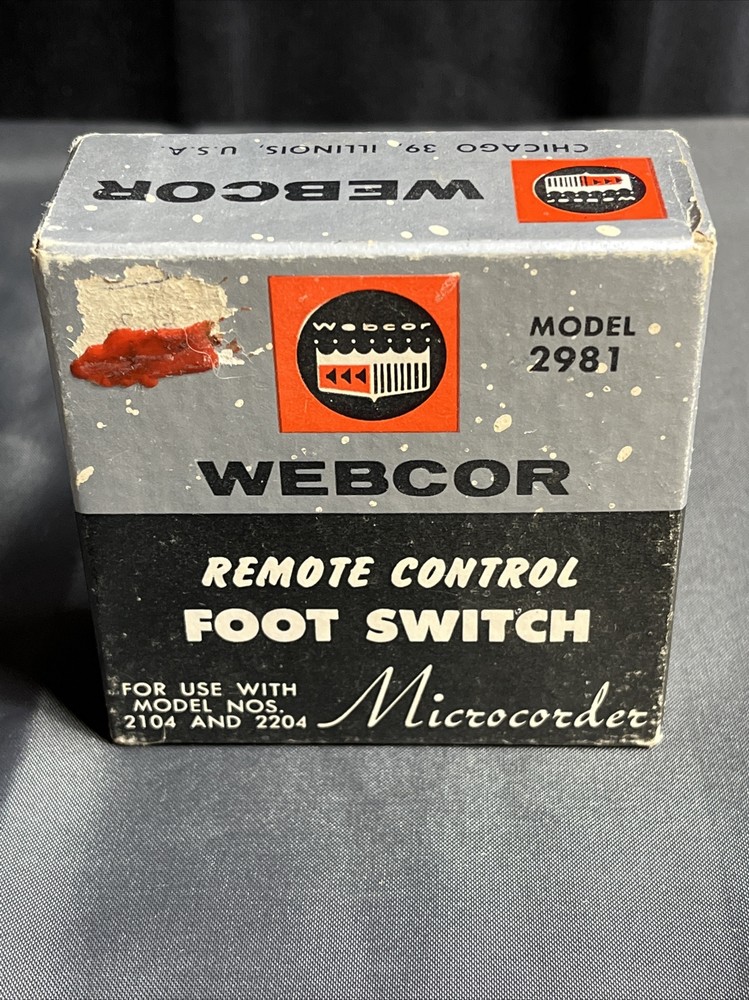 CHICAGO 39, ILLINOIS, U.S.A.
WEBCOR
Webcor
Webcor
MODEL
2981
WEBCOR
REMOTE CONTROL
FOOT SWITCH
FOR USE WITH
MODEL NOS.
2104 AND 2204
Microcorder